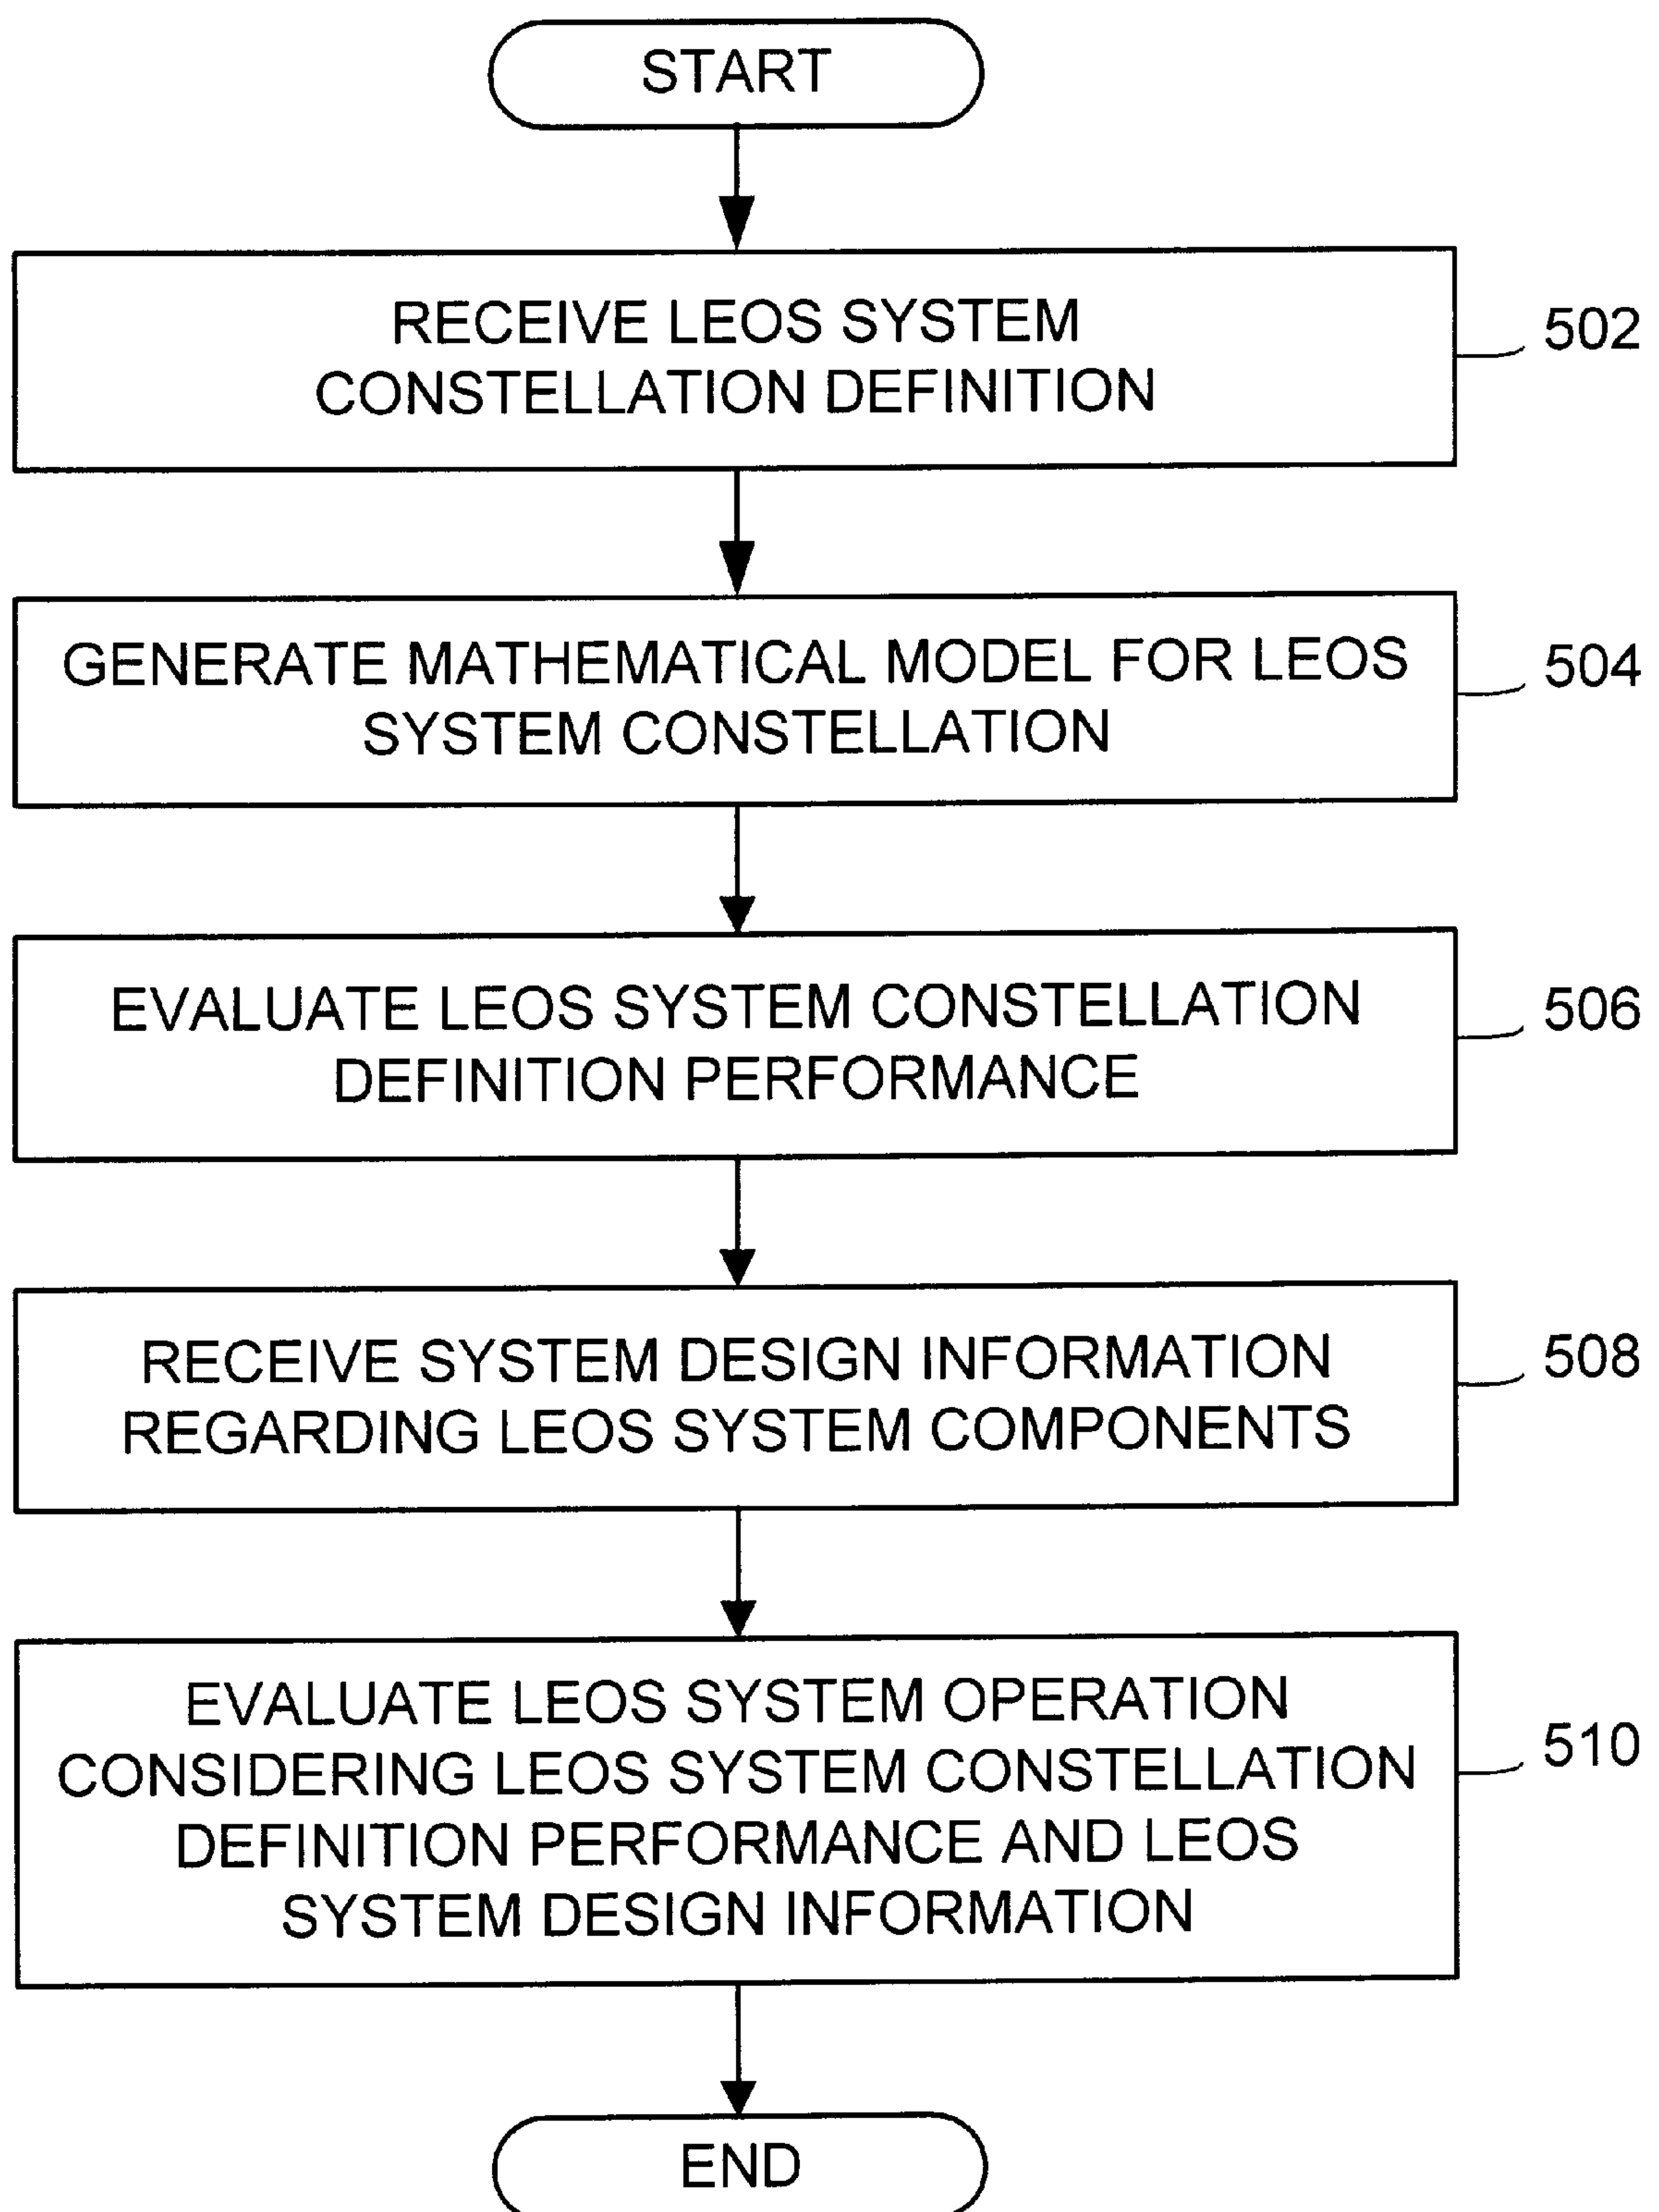 START
RECEIVE LEOS SYSTEM
CONSTELLATION DEFINITION
502
GENERATE MATHEMATICAL MODEL FOR LEOS
SYSTEM CONSTELLATION
504
EVALUATE LEOS SYSTEM CONSTELLATION
DEFINITION PERFORMANCE
506
RECEIVE SYSTEM DESIGN INFORMATION
REGARDING LEOS SYSTEM COMPONENTS
508
EVALUATE LEOS SYSTEM OPERATION
CONSIDERING LEOS SYSTEM CONSTELLATION
DEFINITION PERFORMANCE AND LEOS
SYSTEM DESIGN INFORMATION
510
END